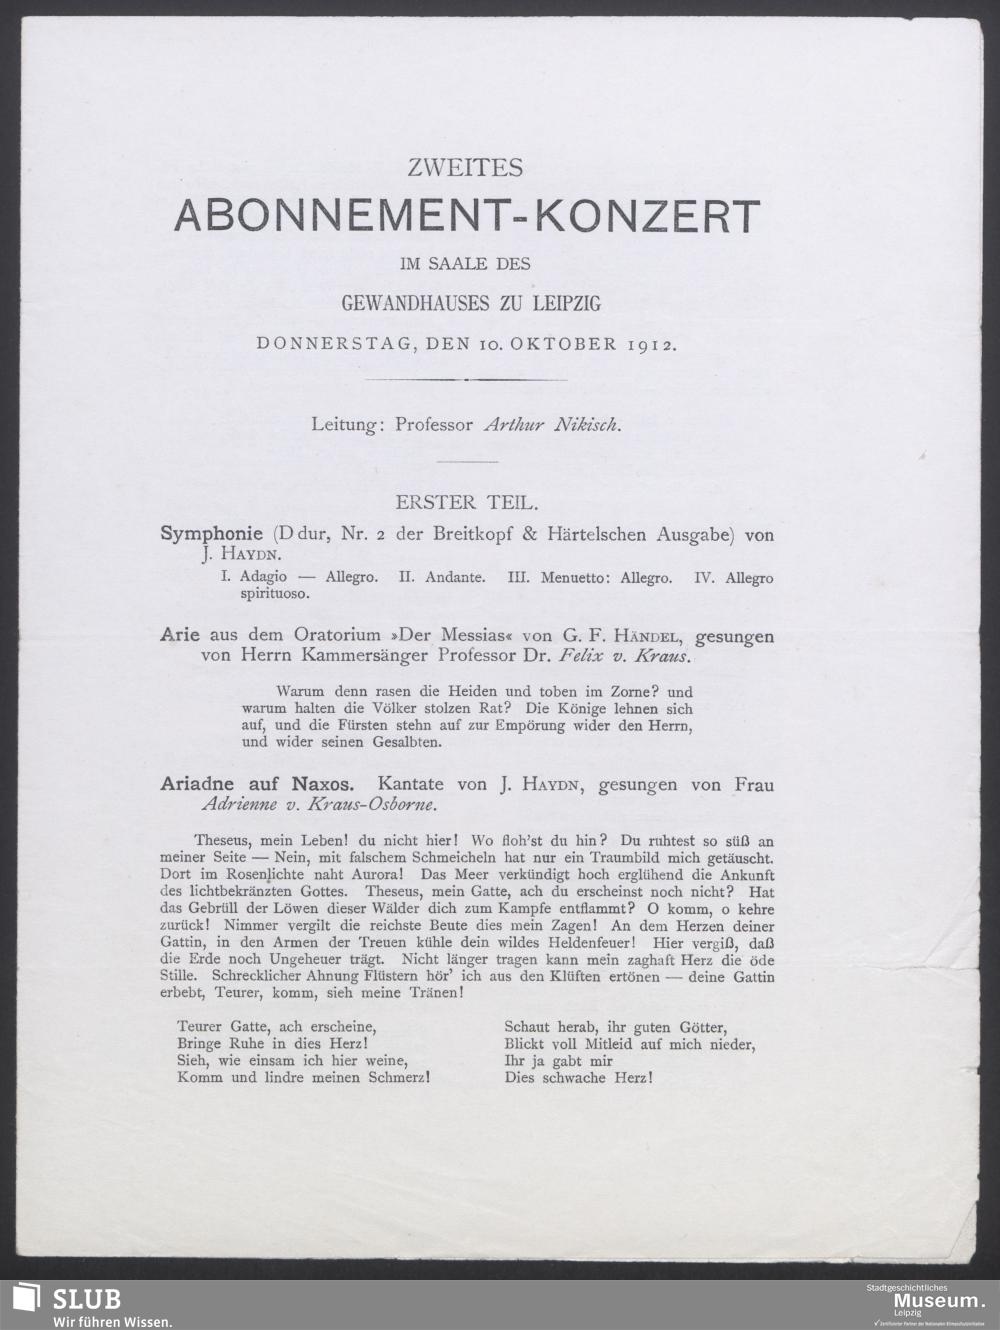 ZWEITES
ABONNEMENT-KONZERT
IM SAALE DES
GEWANDHAUSES ZU LEIPZIG
DONNERSTAG, DEN 10. OKTOBER 1912.
Leitung: Professor Arthur Nikisch.
ERSTER TEIL.
Symphonie (D dur, Nr. 2 der Breitkopf & Härtelschen Ausgabe) von
J. HAYDN.
I. Adagio — Allegro. II. Andante. III. Menuetto: Allegro. IV. Allegro
spirituoso.
Arie aus dem Oratorium »Der Messias« von G. F. HÄNDEL, gesungen
von Herrn Kammersänger Professor Dr. Felix v. Kraus.
Warum denn rasen die Heiden und toben im Zorne? und
warum halten die Völker stolzen Rat? Die Könige lehnen sich
auf, und die Fürsten stehn auf zur Empörung wider den Herrn,
und wider seinen Gesalbten.
Ariadne auf Naxos. Kantate von J. HAYDN, gesungen von Frau
Adrienne v. Kraus-Osborne.
Theseus, mein Leben! du nicht hier! Wo floh'st du hin? Du ruhtest so süß an
meiner Seite — Nein, mit falschem Schmeicheln hat nur ein Traumbild mich getäuscht.
Dort im Rosenlichte naht Aurora! Das Meer verkündigt hoch erglühend die Ankunft
des lichtbekränzten Gottes. Theseus, mein Gatte, ach du erscheinst noch nicht? Hat
das Gebrüll der Löwen dieser Wälder dich zum Kampfe entflammt? O komm, o kehre
zurück! Nimmer vergilt die reichste Beute dies mein Zagen! An dem Herzen deiner
Gattin, in den Armen der Treuen kühle dein wildes Heldenfeuer! Hier vergiß, daß
die Erde noch Ungeheuer trägt. Nicht länger tragen kann mein zaghaft Herz die öde
Stille. Schrecklicher Ahnung Flüstern hör' ich aus den Klüften ertönen — deine Gattin
erbebt, Teurer, komm, sieh meine Tränen!
Teurer Gatte, ach erscheine,
Bringe Ruhe in dies Herz!
Sieh, wie einsam ich hier weine,
Komm und lindre meinen Schmerz!
Schaut herab, ihr guten Götter,
Blickt voll Mitleid auf mich nieder,
Ihr ja gabt mir
Dies schwache Herz!
SLUB
Wir führen Wissen.
Stadtgeschichtliches
Museum.
Leipzig
Zertifizierter Partner der Nationalen Klimaschutzinitiative